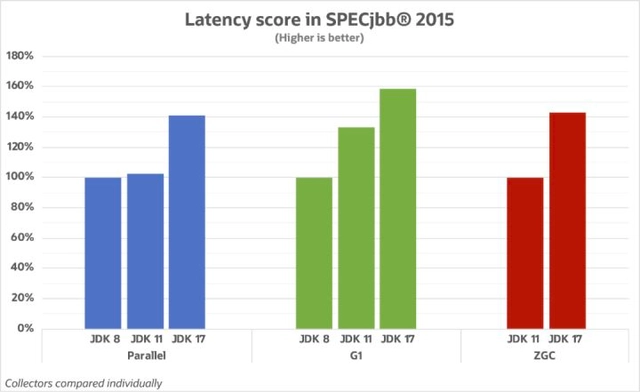 Latency score in SPECjbb® 2015
(Higher is better)
180%
160%
140%
120%
100%
80%
60%
40%
20%
0%
JDK 8 JDK 11 JDK 17 JDK 8 JDK 11 JDK 17 JDK 11 JDK 17
Parallel G1 ZGC
Collectors compared individually